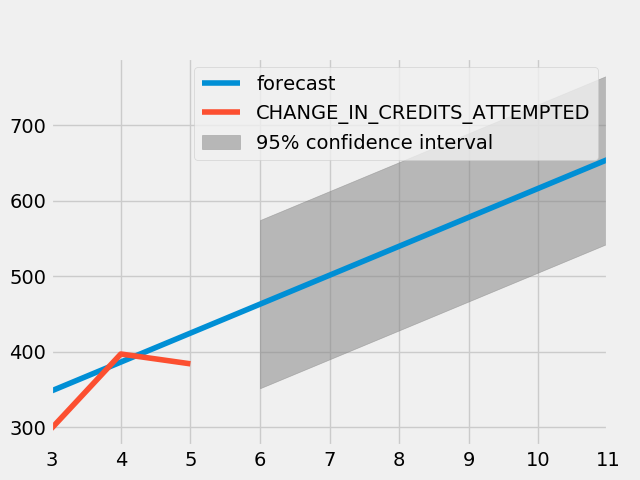 forecast
CHANGE_IN_CREDITS_ATTEMPTED
95% confidence interval
700
600
500
400
300
3 4 5 6 7 8 9 10 11